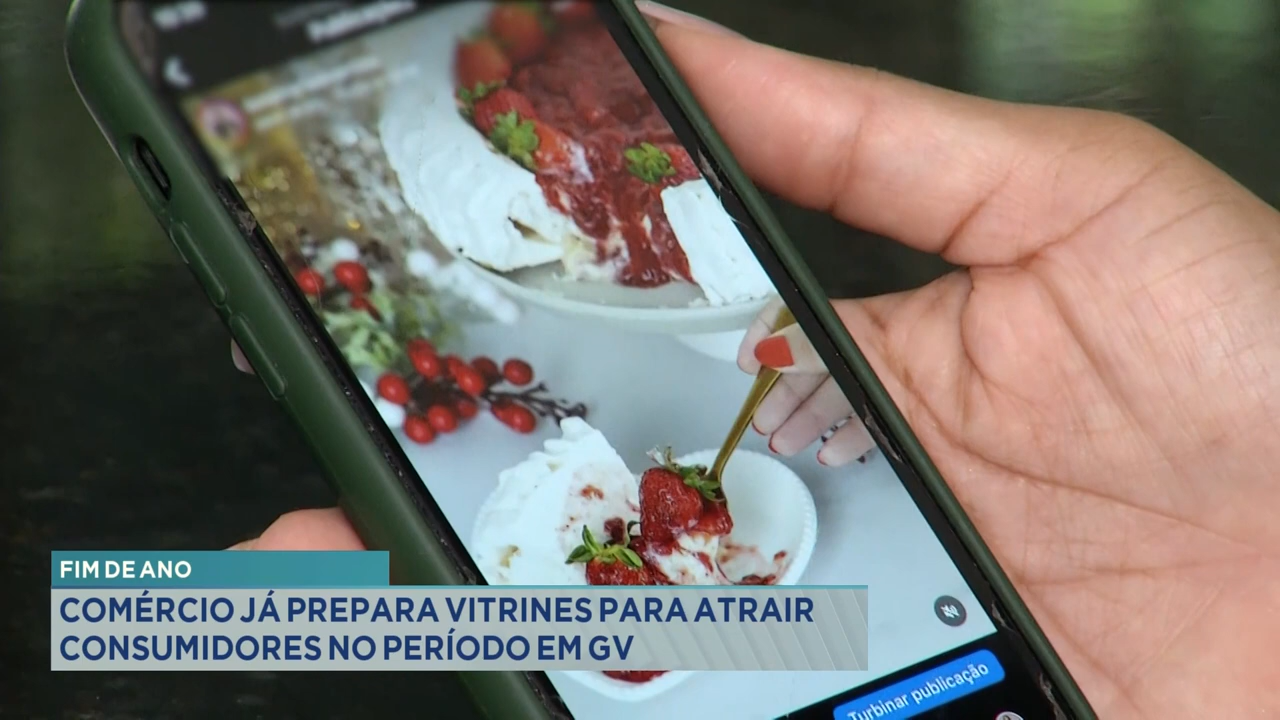 FIM DE ANO
COMÉRCIO JÁ PREPARA VITRINES PARA ATRAIR
CONSUMIDORES NO PERÍODO EM GV
Turbinar publicação